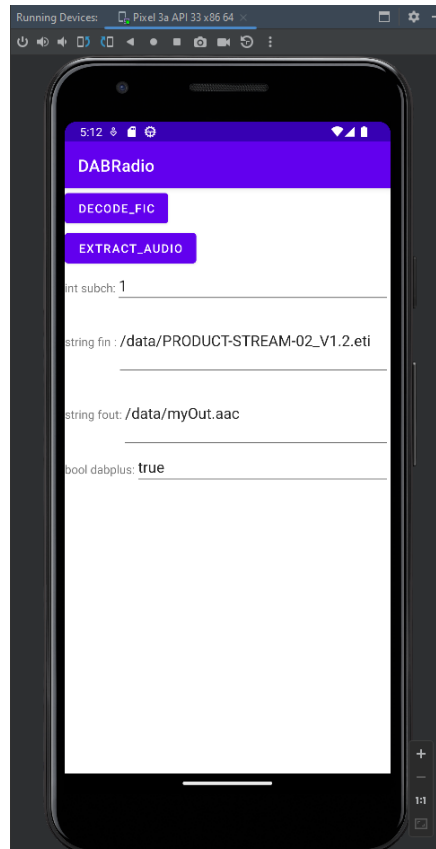 Running Devices: Pixel 3a API 33 x86 64
5:12
DABRadio
DECODE_FIC
EXTRACT_AUDIO
int subch: 1
string fin : /data/PRODUCT-STREAM-02_V1.2.eti
string fout: /data/myOut.aac
bool dabplus: true
1:1